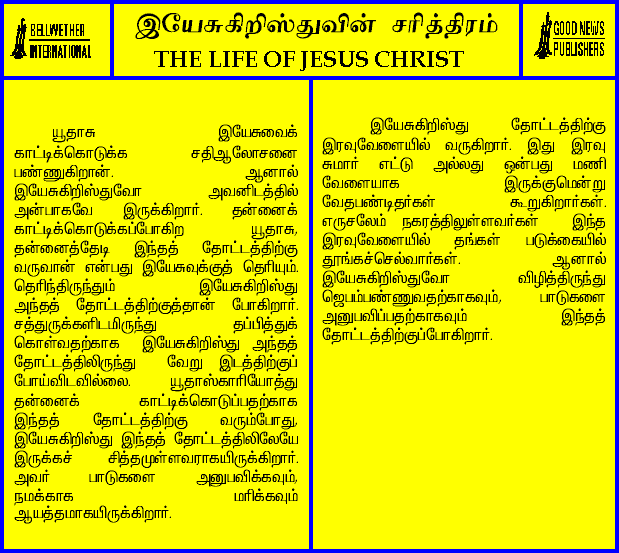 BELLWETHER
INTERNATIONAL
இயேசுகிறிஸ்துவின் சரித்திரம்
THE LIFE OF JESUS CHRIST
GOOD NEWS
PUBLISHERS
யூதாசு இயேசுவைக்
காட்டிக்கொடுக்க சதிஆலோசனை
பண்ணுகிறான். ஆனால்
இயேசுகிறிஸ்துவோ அவனிடத்தில்
அன்பாகவே இருக்கிறார். தன்னைக்
காட்டிக்கொடுக்கப்போகிற யூதாசு,
தன்னைத்தேடி இந்தத் தோட்டத்திற்கு
வருவான் என்பது இயேசுவுக்குத் தெரியும்.
தெரிந்திருந்தும் இயேசுகிறிஸ்து
அந்தத் தோட்டத்திற்குத்தான் போகிறார்.
சத்துருக்களிடமிருந்து தப்பித்துக்
கொள்வதற்காக இயேசுகிறிஸ்து அந்தத்
தோட்டத்திலிருந்து வேறு இடத்திற்குப்
போய்விடவில்லை. யூதாஸ்காரியோத்து
தன்னைக் காட்டிக்கொடுப்பதற்காக
இந்தத் தோட்டத்திற்கு வரும்போது,
இயேசுகிறிஸ்து இந்தத் தோட்டத்திலிலேயே
இருக்கச் சித்தமுள்ளவராகயிருக்கிறார்.
அவர் பாடுகளை அனுபவிக்கவும்,
நமக்காக மரிக்கவும்
ஆயத்தமாகயிருக்கிறார்.
இயேசுகிறிஸ்து தோட்டத்திற்கு
இரவுவேளையில் வருகிறார். இது இரவு
சுமார் எட்டு அல்லது ஒன்பது மணி
வேளையாக இருக்குமென்று
வேதபண்டிதர்கள் கூறுகிறார்கள்.
எருசலேம் நகரத்திலுள்ளவர்கள் இந்த
இரவுவேளையில் தங்கள் படுக்கையில்
தூங்கச்செல்வார்கள். ஆனால்
இயேசுகிறிஸ்துவோ விழித்திருந்து
ஜெபம்பண்ணுவதற்காகவும், பாடுகளை
அனுபவிப்பதற்காகவும் இந்தத்
தோட்டத்திற்குப்போகிறார்.